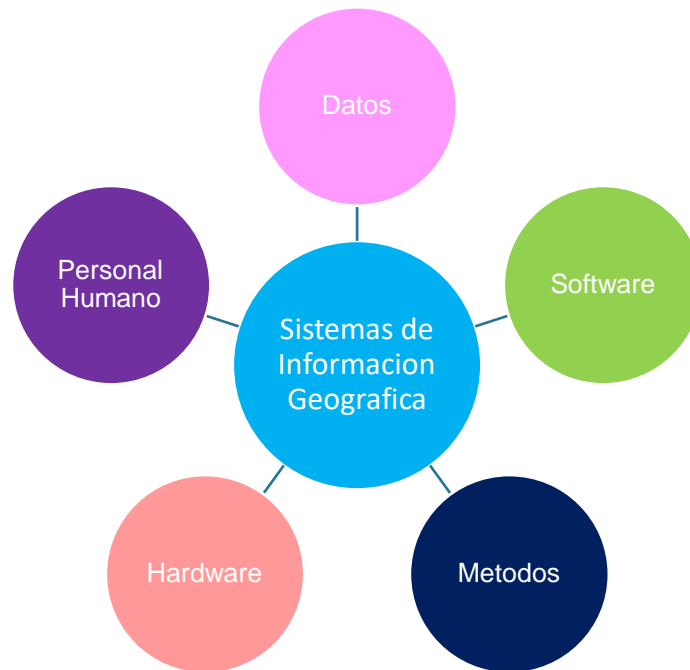 Datos
Personal
Humano
Software
Sistemas de
Informacion
Geografica
Hardware
Metodos